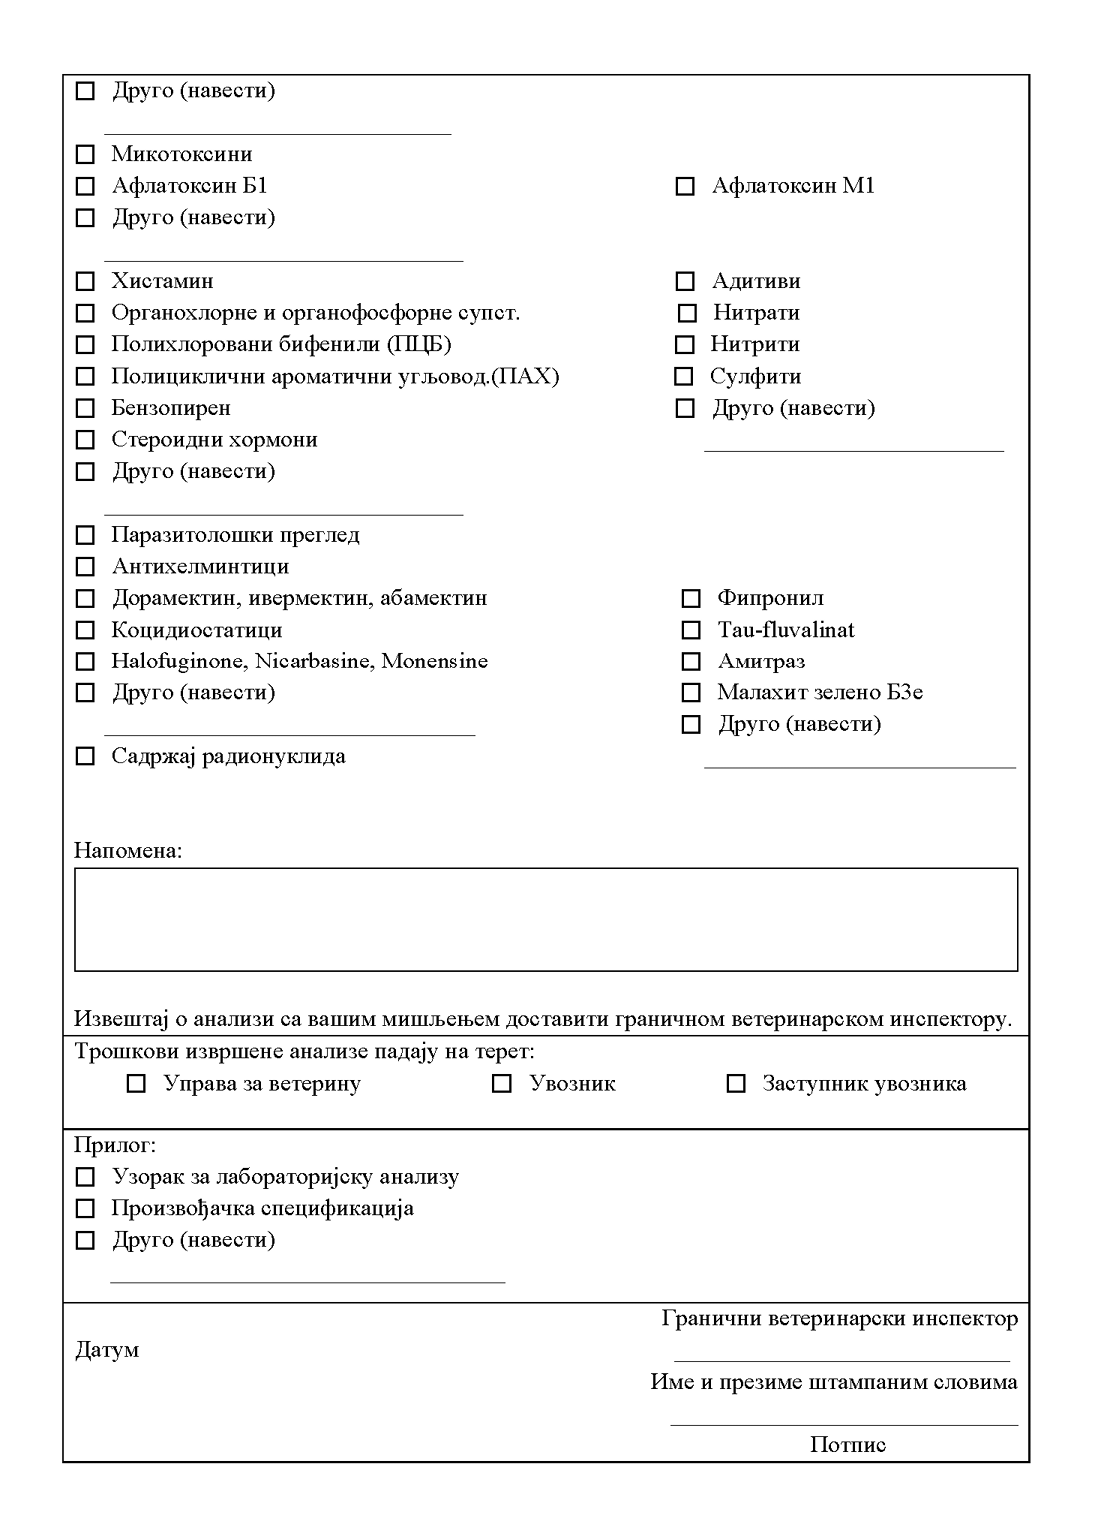 Друго (навести)
Микотоксини
Афлатоксин Б1 Афлатоксин М1
Друго (навести)
Хистамин Адитиви
Органохлорне и органофосфорне супст. Нитрати
Полихлоровани бифенили (ПЦБ) Нитрити
Полициклични ароматични угљовод.(ПАХ) Сулфити
Бензопирен Друго (навести)
Стероидни хормони
Друго (навести)
Паразитолошки преглед
Антихелминтици
Дорамектин, ивермектин, абамектин Фипронил
Коцидиостатици Tau-fluvalinat
Halofuginone, Nicarbasine, Monensine Амитраз
Друго (навести) Малахит зелено Б3е
Друго (навести)
Садржај радионуклида
Напомена:
Извештај о анализи са вашим мишљењем доставити граничном ветеринарском инспектору.
Трошкови извршене анализе падају на терет:
Управа за ветерину Увозник Заступник увозника
Прилог:
Узорак за лабораторијску анализу
Произвођачка спецификација
Друго (навести)
Гранични ветеринарски инспектор
Датум
Име и презиме штампаним словима
Потпис